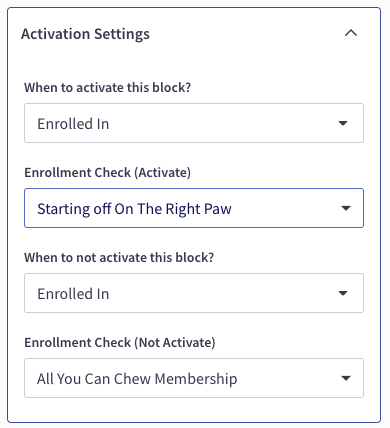 Activation Settings
When to activate this block?
Enrolled In
Enrollment Check (Activate)
Starting off On The Right Paw
When to not activate this block?
Enrolled In
Enrollment Check (Not Activate)
All You Can Chew Membership